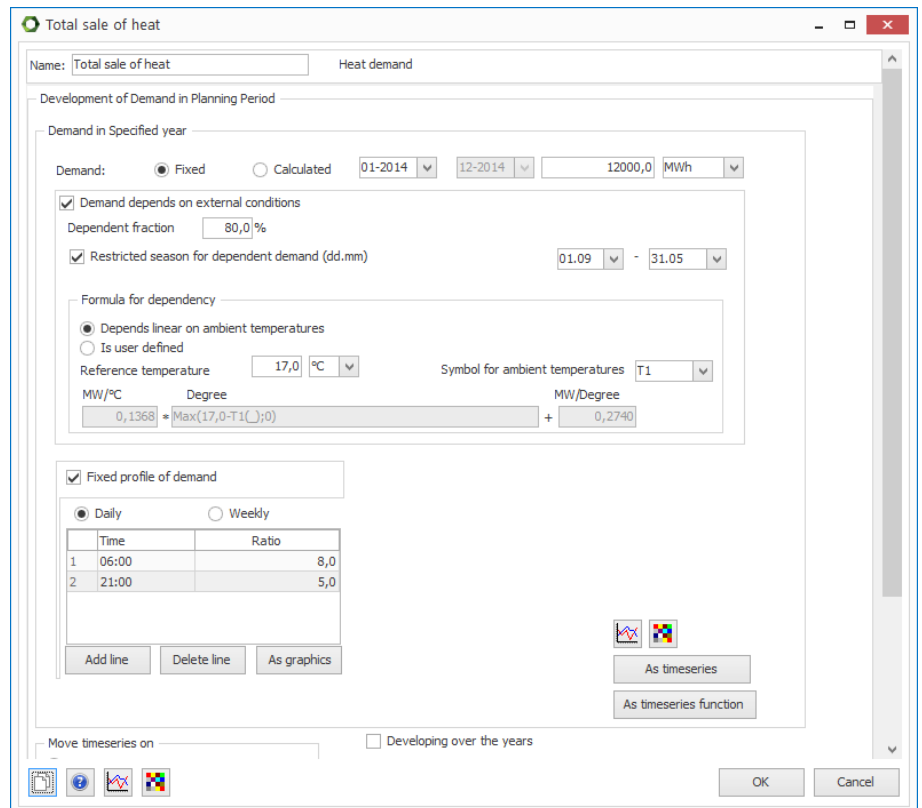 Total sale of heat
Name: Total sale of heat Heat demand
Development of Demand in Planning Period
Demand in Specified year
Demand: Fixed Calculated 01-2014 12-2014 12000,0 MWh
Demand depends on external conditions
Dependent fraction 80,0 %
Restricted season for dependent demand (dd.mm) 01.09 - 31.05
Formula for dependency
Depends linear on ambient temperatures
Is user defined
Reference temperature 17,0 ºC Symbol for ambient temperatures T1
MW/ºC Degree MW/Degree
0,1368 * Max(17,0-T1(_);0) + 0,2740
Fixed profile of demand
Daily Weekly
Time Ratio
1 06:00 8,0
2 21:00 5,0
Add line Delete line As graphics
As timeseries
As timeseries function
Move timeseries on Developing over the years
OK Cancel